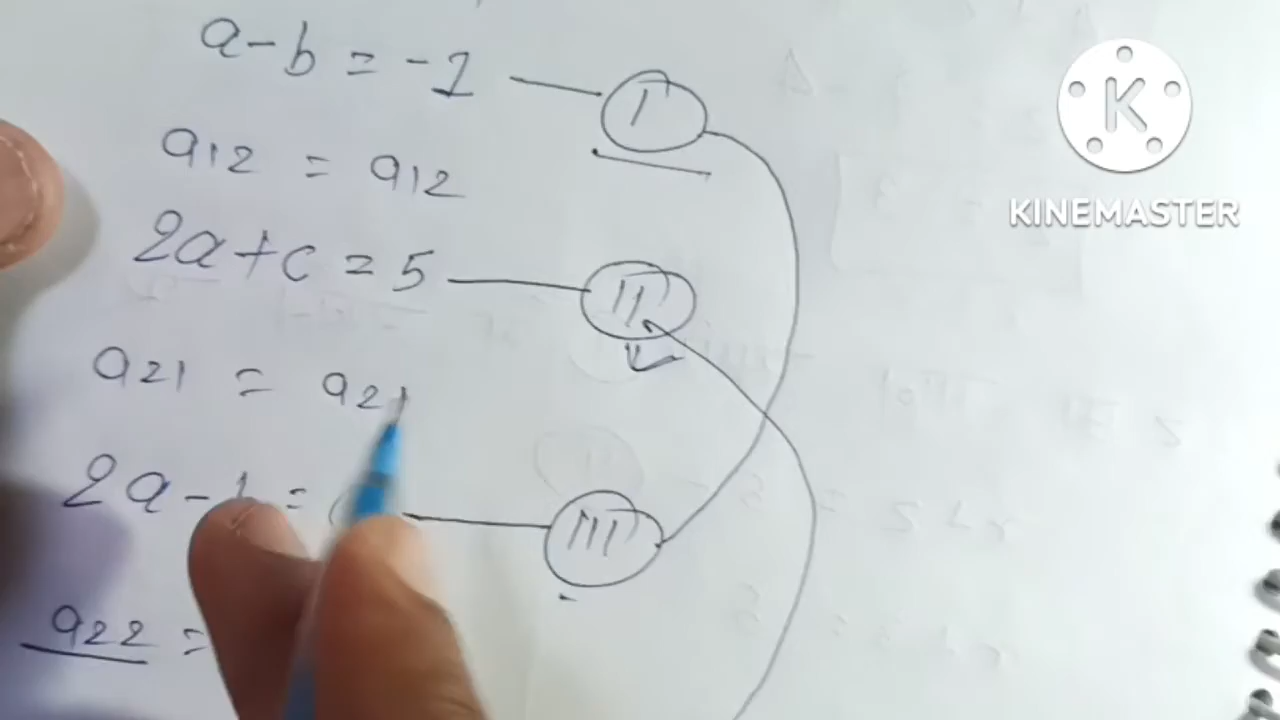 a - b = -1 — I
a12 = a12
2a + c = 5 — II
a21 = a21
2a - = — III
a22 =
KINEMASTER